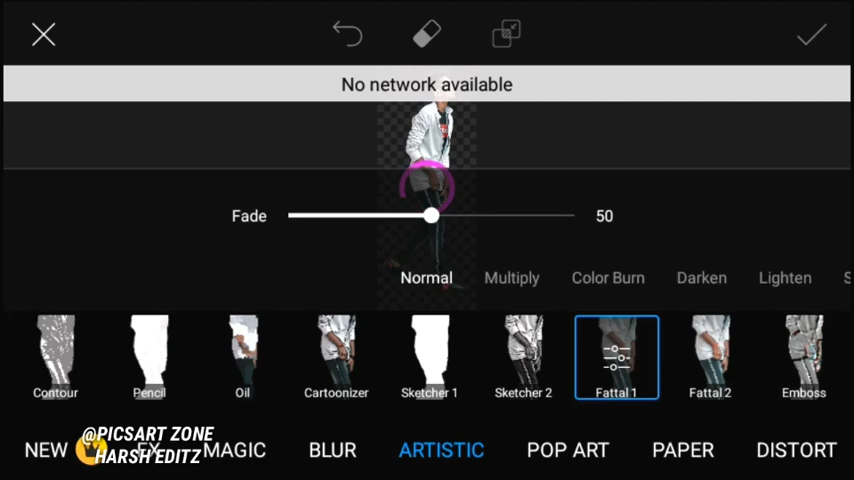 No network available
Fade 50
Normal Multiply Color Burn Darken Lighten S
Contour Pencil Oil Cartoonizer Sketcher 1 Sketcher 2 Fattal 1 Fattal 2 Emboss
@PICSART ZONE
HARSH EDITZ
NEW FX MAGIC BLUR ARTISTIC POP ART PAPER DISTORT